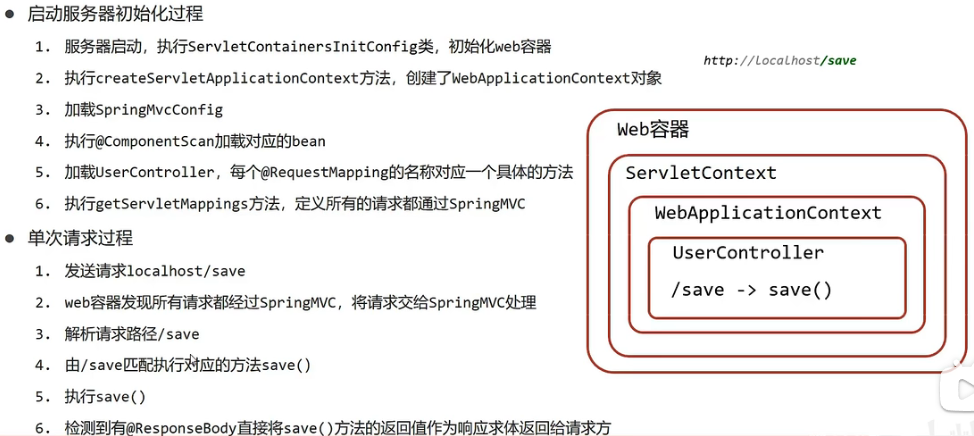 ● 启动服务器初始化过程
1. 服务器启动，执行ServletContainersInitConfig类，初始化web容器
2. 执行createServletApplicationContext方法，创建了WebApplicationContext对象
3. 加载SpringMvcConfig
4. 执行@ComponentScan加载对应的bean
5. 加载UserController，每个@RequestMapping的名称对应一个具体的方法
6. 执行getServletMappings方法，定义所有的请求都通过SpringMVC
● 单次请求过程
1. 发送请求localhost/save
2. web容器发现所有请求都经过SpringMVC，将请求交给SpringMVC处理
3. 解析请求路径/save
4. 由/save匹配执行对应的方法save()
5. 执行save()
6. 检测到有@ResponseBody直接将save()方法的返回值作为响应求体返回给请求方
http://localhost/save
Web容器
ServletContext
WebApplicationContext
UserController
/save -> save()